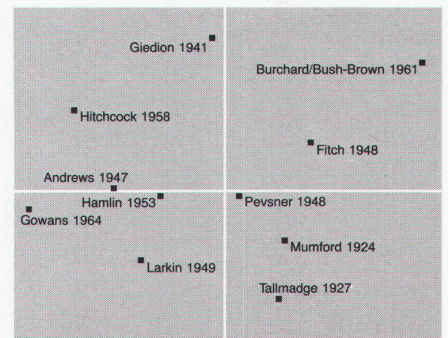 Giedion 1941
Burchard/Bush-Brown 1961
Hitchcock 1958
Fitch 1948
Andrews 1947
Hamlin 1953
Pevsner 1948
Gowans 1964
Mumford 1924
Larkin 1949
Tallmadge 1927